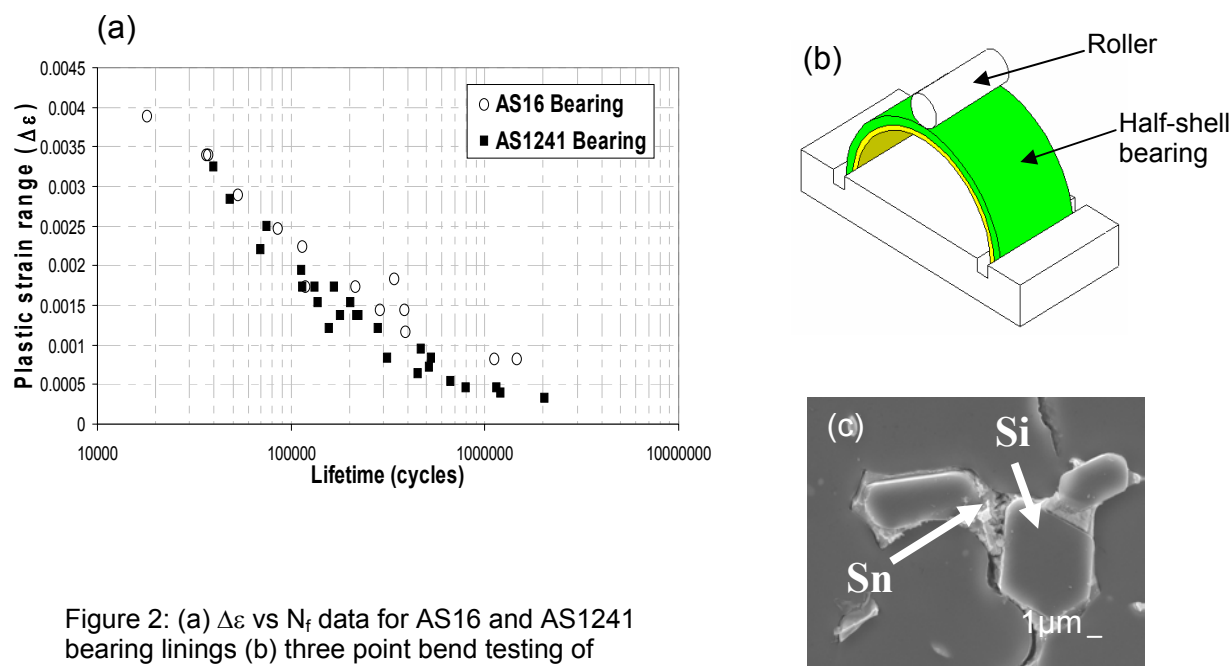 (a)
0.0045
0.004
0.0035
0.003
0.0025
0.002
0.0015
0.001
0.0005
0
Plastic strain range (Δε)
AS16 Bearing
AS1241 Bearing
10000 100000 1000000 10000000
Lifetime (cycles)
(b)
Roller
Half-shell
bearing
(c)
Si
Sn
1µm
Figure 2: (a) Δε vs Nf data for AS16 and AS1241
bearing linings (b) three point bend testing of